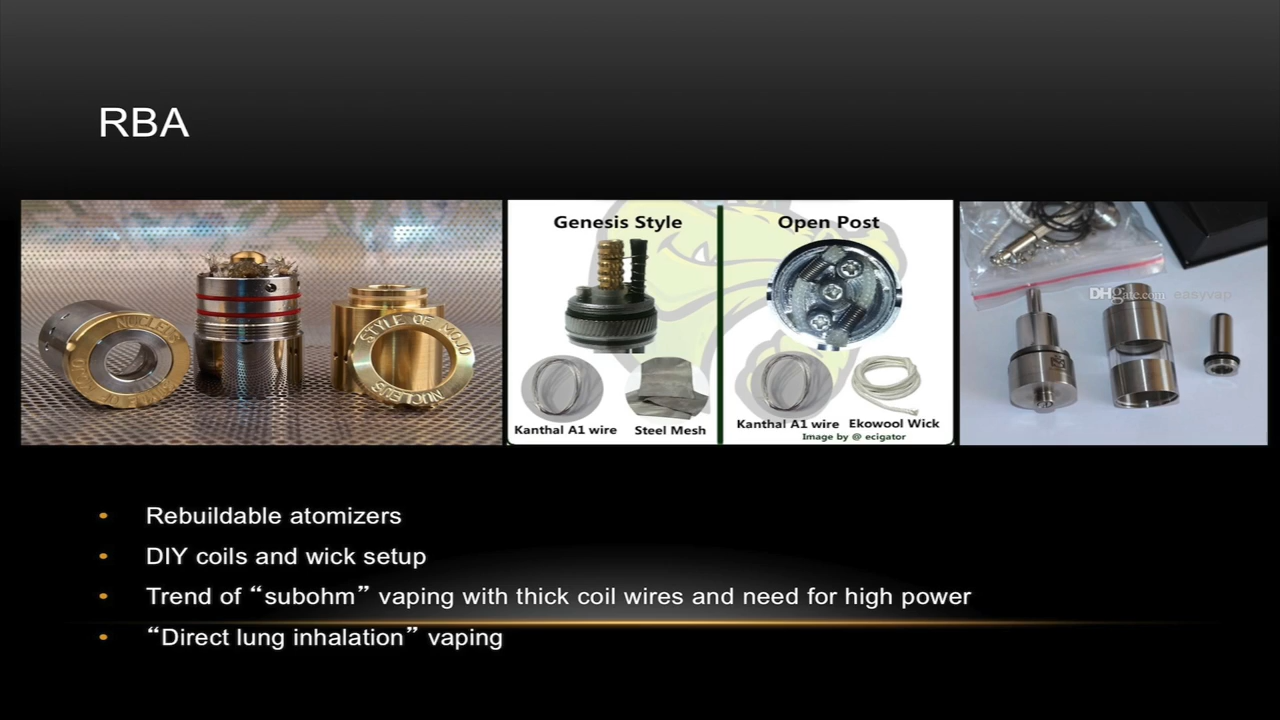 RBA
NUCLEUS
STYLE OF MOJO
NUCLEUS
Genesis Style
Open Post
Kanthal A1 wire
Steel Mesh
Kanthal A1 wire
Ekowool Wick
Image by @ ecigator
DHgate.com easyvap
• Rebuildable atomizers
• DIY coils and wick setup
• Trend of “subohm” vaping with thick coil wires and need for high power
• “Direct lung inhalation” vaping